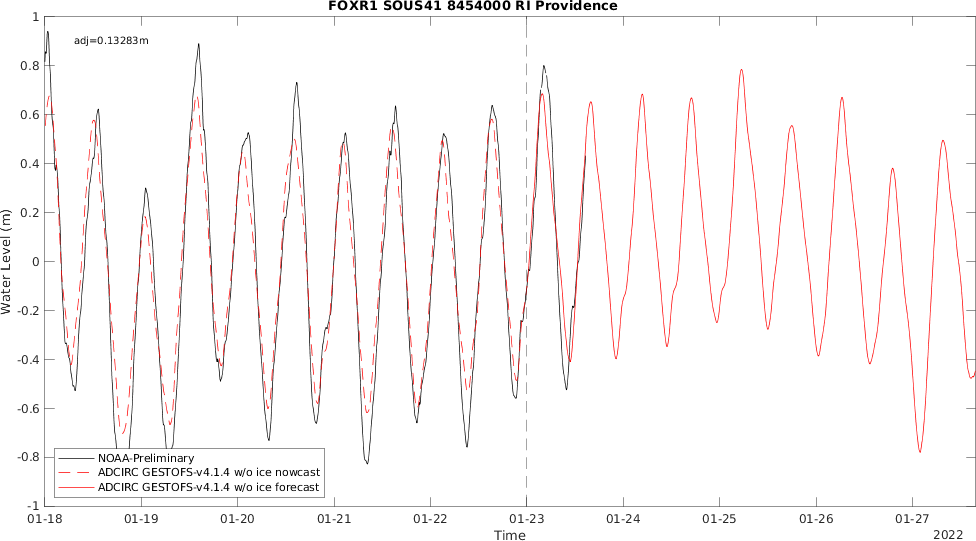 FOXR1 SOUS41 8454000 RI Providence
adj=0.13283m
1
0.8
0.6
0.4
0.2
0
-0.2
-0.4
-0.6
-0.8
-1
Water Level (m)
NOAA-Preliminary
ADCIRC GESTOFS-v4.1.4 w/o ice nowcast
ADCIRC GESTOFS-v4.1.4 w/o ice forecast
01-18 01-19 01-20 01-21 01-22 01-23 01-24 01-25 01-26 01-27
Time
2022